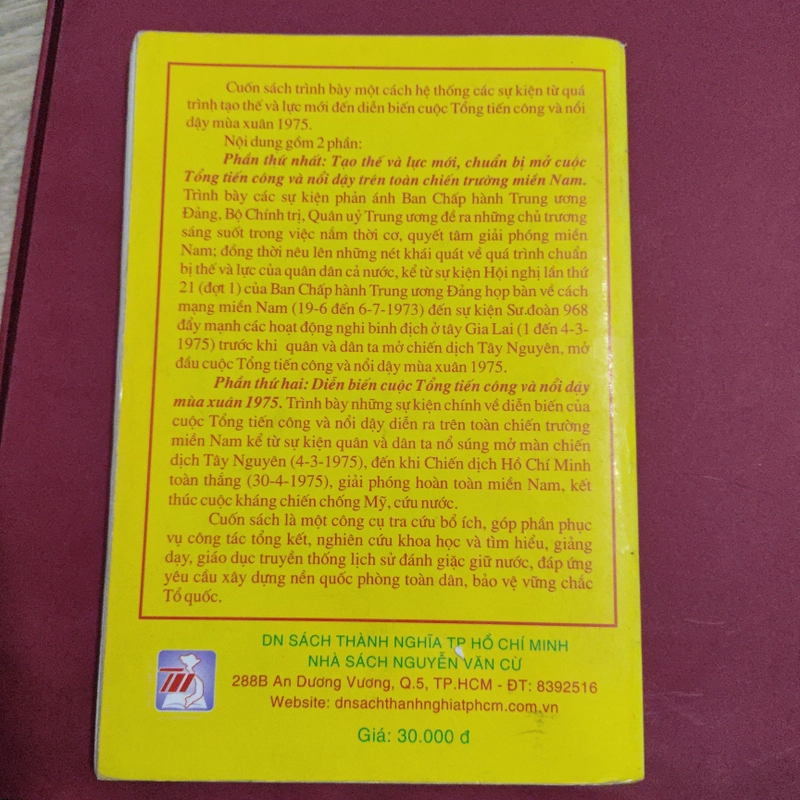 Cuốn sách trình bày một cách hệ thống các sự kiện từ quá
trình tạo thế và lực mới đến diễn biến cuộc Tổng tiến công và nổi
dậy mùa xuân 1975.
Nội dung gồm 2 phần:
Phần thứ nhất: Tạo thế và lực mới, chuẩn bị mở cuộc
Tổng tiến công và nổi dậy trên toàn chiến trường miền Nam.
Trình bày các sự kiện phản ánh Ban Chấp hành Trung ương
Đảng, Bộ Chính trị, Quân uỷ Trung ương đề ra những chủ trương
sáng suốt trong việc nắm thời cơ, quyết tâm giải phóng miền
Nam; đồng thời nêu lên những nét khái quát về quá trình chuẩn
bị thế và lực của quân dân cả nước, kể từ sự kiện Hội nghị lần thứ
21 (đợt 1) của Ban Chấp hành Trung ương Đảng họp bàn về cách
mạng miền Nam (19-6 đến 6-7-1973) đến sự kiện Sư đoàn 968
đẩy mạnh các hoạt động nghi binh địch ở tây Gia Lai (1 đến 4-3-
1975) trước khi quân và dân ta mở chiến dịch Tây Nguyên, mở
đầu cuộc Tổng tiến công và nổi dậy mùa xuân 1975.
Phần thứ hai: Diễn biến cuộc Tổng tiến công và nổi dậy
mùa xuân 1975. Trình bày những sự kiện chính về diễn biến của
cuộc Tổng tiến công và nổi dậy diễn ra trên toàn chiến trường
miền Nam kể từ sự kiện quân và dân ta nổ súng mở màn chiến
dịch Tây Nguyên (4-3-1975), đến khi Chiến dịch Hồ Chí Minh
toàn thắng (30-4-1975), giải phóng hoàn toàn miền Nam, kết
thúc cuộc kháng chiến chống Mỹ, cứu nước.
Cuốn sách là một công cụ tra cứu bổ ích, góp phần phục
vụ công tác tổng kết, nghiên cứu khoa học và tìm hiểu, giảng
dạy, giáo dục truyền thống lịch sử đánh giặc giữ nước, đáp ứng
yêu cầu xây dựng nền quốc phòng toàn dân, bảo vệ vững chắc
Tổ quốc.
DN SÁCH THÀNH NGHĨA TP HỒ CHÍ MINH
NHÀ SÁCH NGUYỄN VĂN CỪ
288B An Dương Vương, Q.5, TP.HCM - ĐT: 8392516
Website: dnsachthanhnghiatphcm.com.vn
Giá: 30.000 đ